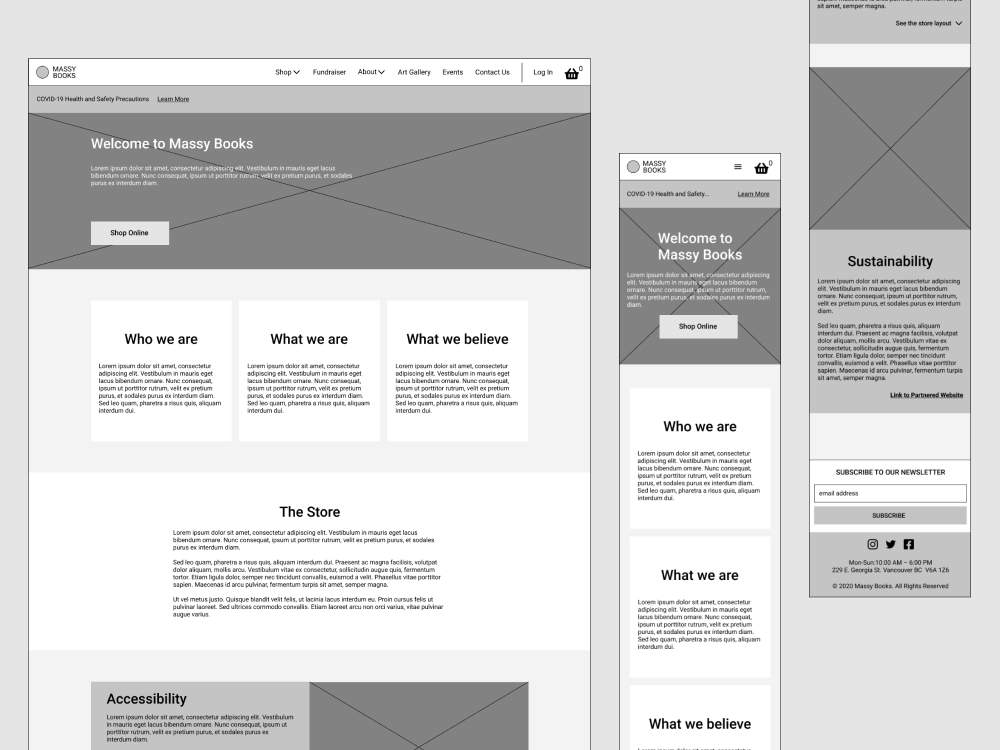 MASSY
BOOKS
Shop
Fundraiser
About
Art Gallery
Events
Contact Us
Log In
0
COVID-19 Health and Safety Precautions
Learn More
Welcome to Massy Books
Lorem ipsum dolor sit amet, consectetur adipiscing elit. Vestibulum in mauris eget lacus
bibendum ornare. Nunc consequat, ipsum ut porttitor rutrum, velit ex pretium purus, et sodales
purus ex interdum diam.
Shop Online
Who we are
Lorem ipsum dolor sit amet, consectetur
adipiscing elit. Vestibulum in mauris eget
lacus bibendum ornare. Nunc consequat,
ipsum ut porttitor rutrum, velit ex pretium
purus, et sodales purus ex interdum diam.
Sed leo quam, pharetra a risus quis, aliquam
interdum dui.
What we are
Lorem ipsum dolor sit amet, consectetur
adipiscing elit. Vestibulum in mauris eget
lacus bibendum ornare. Nunc consequat,
ipsum ut porttitor rutrum, velit ex pretium
purus, et sodales purus ex interdum diam.
Sed leo quam, pharetra a risus quis, aliquam
interdum dui.
What we believe
Lorem ipsum dolor sit amet, consectetur
adipiscing elit. Vestibulum in mauris eget
lacus bibendum ornare. Nunc consequat,
ipsum ut porttitor rutrum, velit ex pretium
purus, et sodales purus ex interdum diam.
Sed leo quam, pharetra a risus quis, aliquam
interdum dui.
The Store
Lorem ipsum dolor sit amet, consectetur adipiscing elit. Vestibulum in mauris eget lacus
bibendum ornare. Nunc consequat, ipsum ut porttitor rutrum, velit ex pretium purus, et sodales
purus ex interdum diam.
Sed leo quam, pharetra a risus quis, aliquam interdum dui. Praesent ac magna facilisis, volutpat
diam aliquam, mollis arcu. Vestibulum vitae ex consectetur, sollicitudin augue quis, fermentum
tortor. Etiam ligula dolor, semper nec tincidunt convallis, euismod a velit. Phasellus vitae porttitor
sapien. Maecenas id arcu placerat, fermentum turpis sit amet, semper magna.
Ut vel metus justo. Quisque blandit velit felis, ut lacinia lacus interdum eu. Proin cursus felis ut
pulvinar laoreet. Sed ultrices commodo convallis. Etiam laoreet arcu non orci varius, vitae pulvinar
augue varius.
Accessibility
Lorem ipsum dolor sit amet, consectetur adipiscing elit.
Vestibulum in mauris eget lacus bibendum ornare. Nunc
consequat, ipsum ut porttitor rutrum, velit ex pretium
purus, et sodales purus ex
interdum diam.
MASSY
BOOKS
0
COVID-19 Health and Safety...
Learn More
Welcome to
Massy Books
Lorem ipsum dolor sit amet, consectetur adipiscing
elit. Vestibulum in mauris eget lacus bibendum
ornare. Nunc consequat, ipsum ut porttitor rutrum,
velit ex pretium purus, et sodales purus ex interdum
diam.
Shop Online
Who we are
Lorem ipsum dolor sit amet, consectetur
adipiscing elit. Vestibulum in mauris eget
lacus bibendum ornare. Nunc consequat,
ipsum ut porttitor rutrum, velit ex pretium
purus, et sodales purus ex interdum diam.
Sed leo quam, pharetra a risus quis, aliquam
interdum dui.
What we are
Lorem ipsum dolor sit amet, consectetur
adipiscing elit. Vestibulum in mauris eget
lacus bibendum ornare. Nunc consequat,
ipsum ut porttitor rutrum, velit ex pretium
purus, et sodales purus ex interdum diam.
Sed leo quam, pharetra a risus quis, aliquam
interdum dui.
What we believe
sit amet, semper magna.
See the store layout
Sustainability
Lorem ipsum dolor sit amet, consectetur adipiscing
elit. Vestibulum in mauris eget lacus bibendum
ornare. Nunc consequat, ipsum ut porttitor rutrum,
velit ex pretium purus, et sodales purus ex interdum
diam.
Sed leo quam, pharetra a risus quis, aliquam
interdum dui. Praesent ac magna facilisis, volutpat
diam aliquam, mollis arcu. Vestibulum vitae ex
consectetur, sollicitudin augue quis, fermentum
tortor. Etiam ligula dolor, semper nec tincidunt
convallis, euismod a velit. Phasellus vitae porttitor
sapien. Maecenas id arcu placerat, fermentum turpis
sit amet, semper magna.
Link to Partnered Website
SUBSCRIBE TO OUR NEWSLETTER
email address
SUBSCRIBE
Mon-Sun:10:00 AM – 6:00 PM
229 E. Georgia St. Vancouver BC V6A 1Z6
© 2020 Massy Books. All Rights Reserved